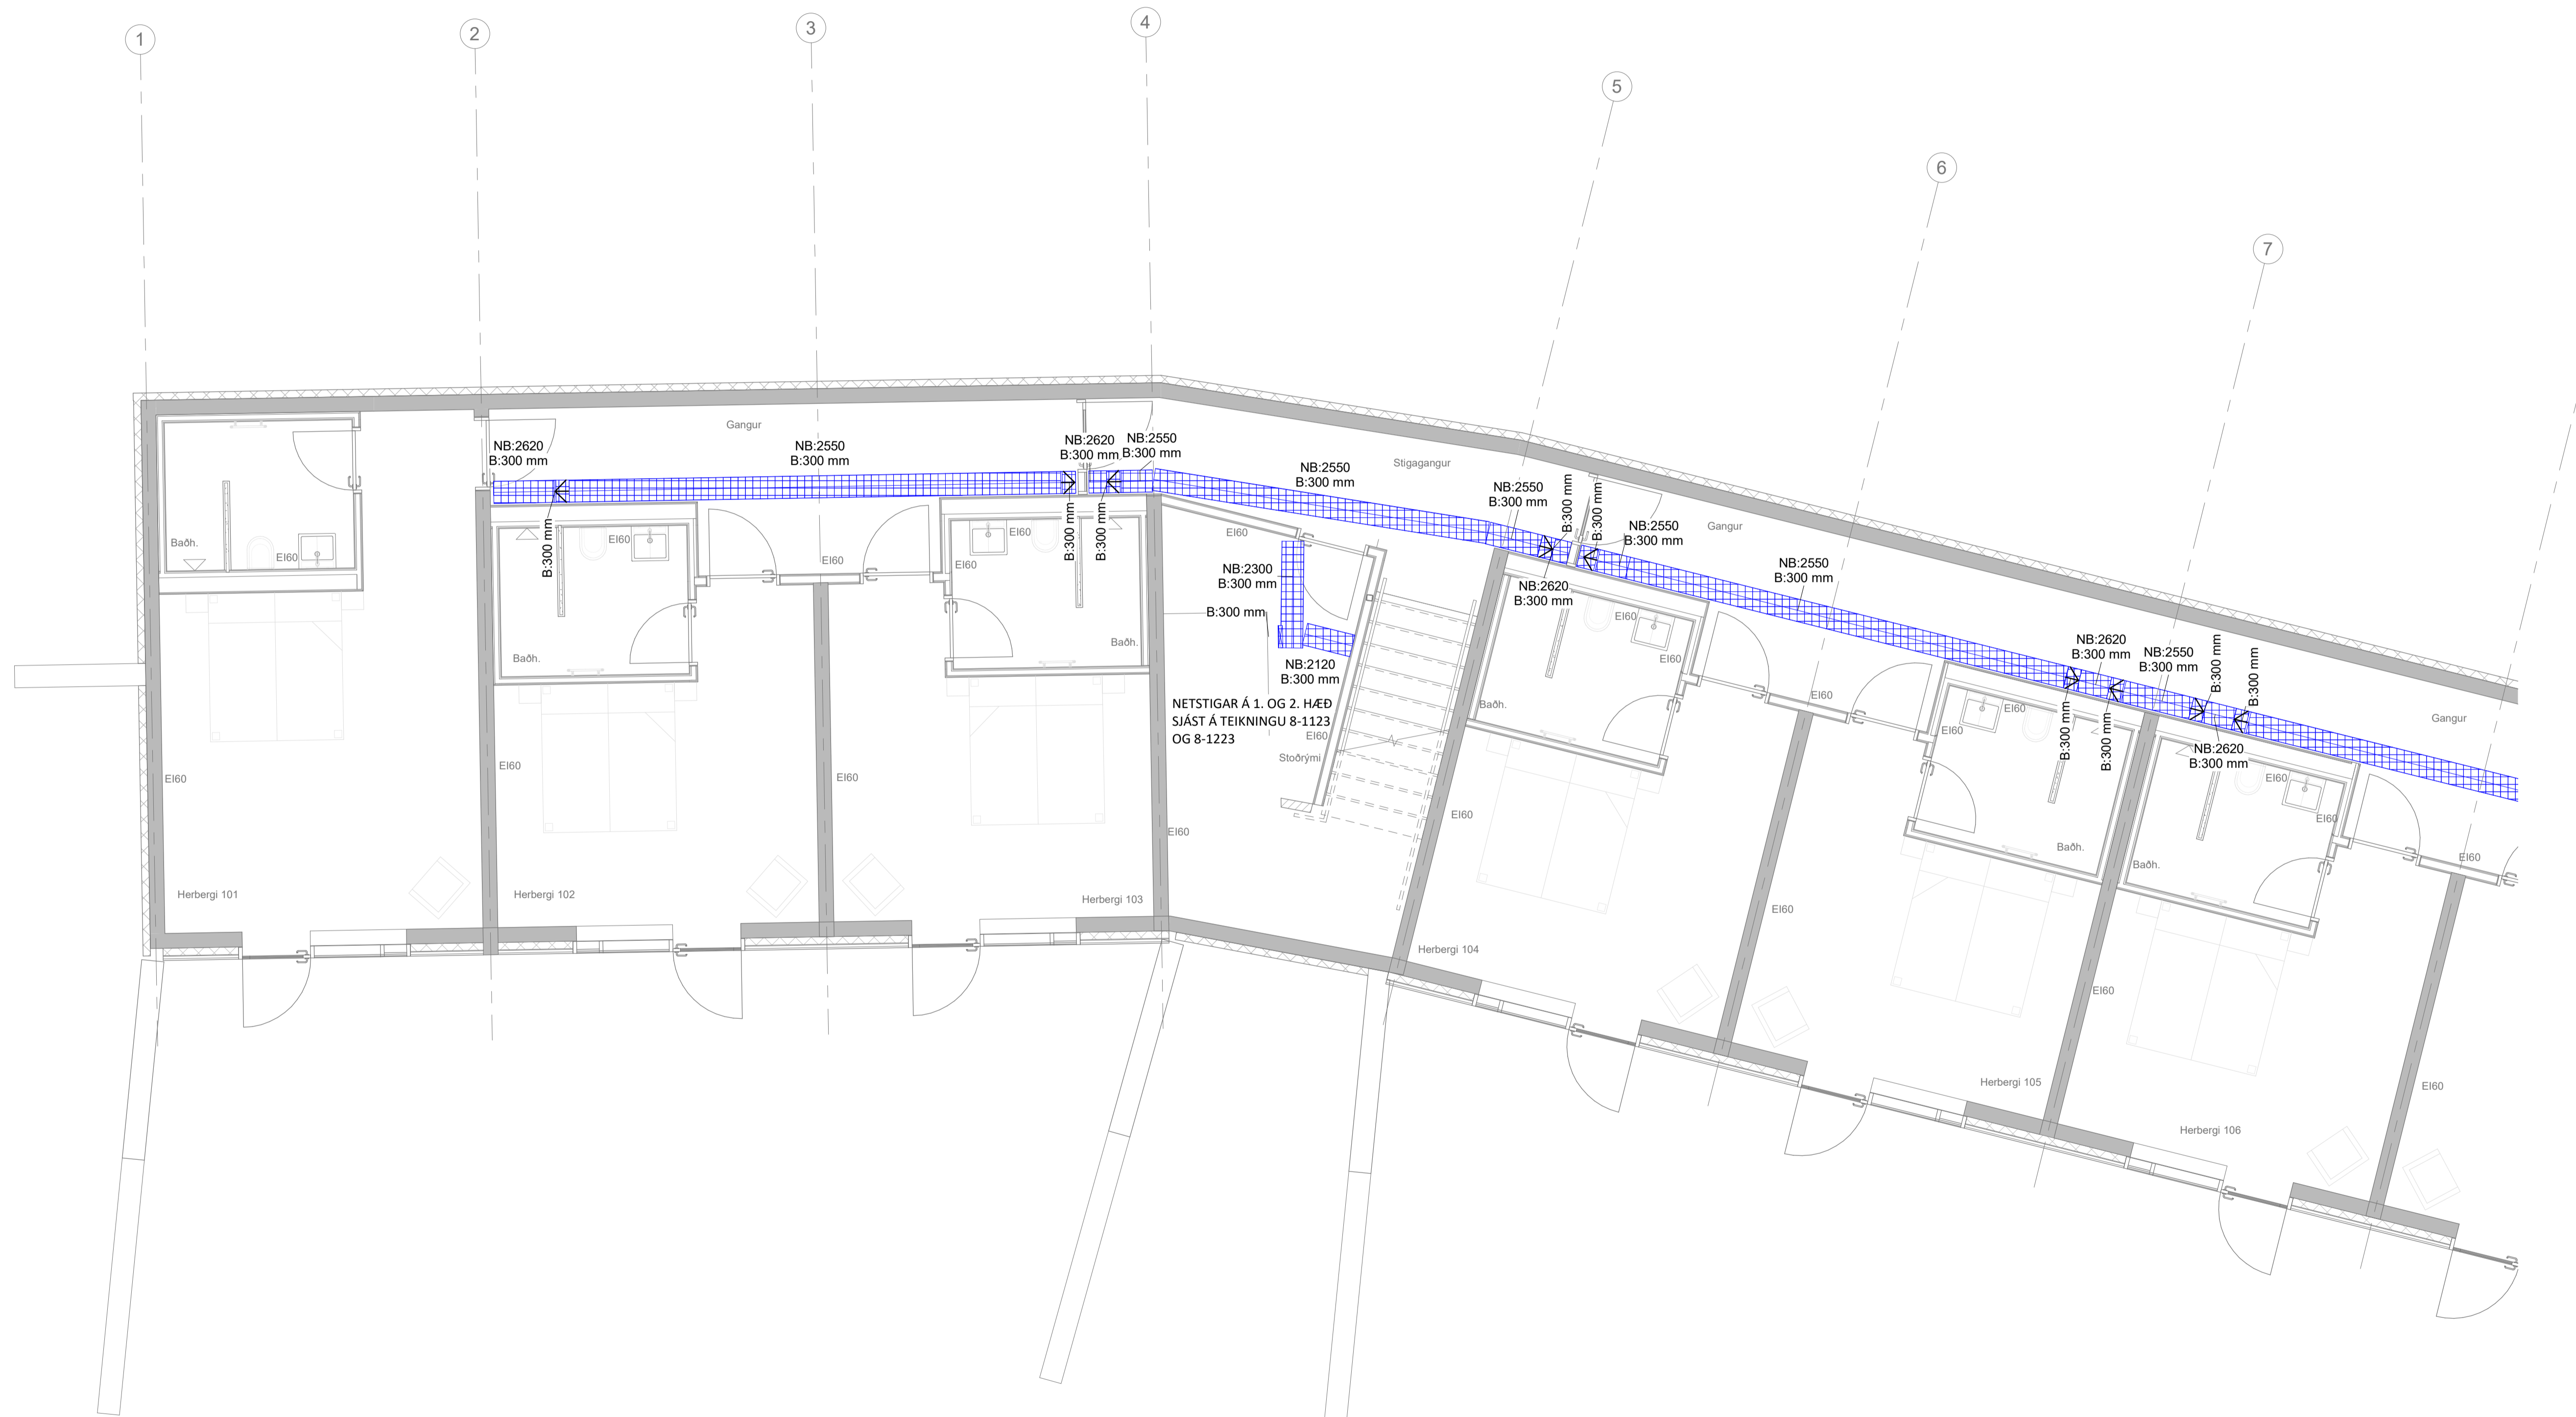 1
2
3
4
5
6
7
Gangur
NB:2620
B:300 mm
NB:2550
B:300 mm
NB:2620
B:300 mm
NB:2550
B:300 mm
NB:2550
B:300 mm
Stigagangur
NB:2550
B:300 mm
B:300 mm
B:300 mm
NB:2550
B:300 mm
Gangur
NB:2550
B:300 mm
NB:2620
B:300 mm
NB:2620
B:300 mm
NB:2550
B:300 mm
B:300 mm
B:300 mm
Gangur
NB:2620
B:300 mm
B:300 mm
B:300 mm
B:300 mm
B:300 mm
B:300 mm
Baðh.
EI60
EI60
EI60
EI60
EI60
EI60
NB:2300
B:300 mm
B:300 mm
NB:2120
B:300 mm
NETSTIGAR Á 1. OG 2. HÆÐ
SJÁST Á TEIKNINGU 8-1123
OG 8-1223
EI60
Stoðrými
Baðh.
Baðh.
EI60
EI60
Baðh.
EI60
EI60
EI60
Baðh.
EI60
EI60
EI60
Baðh.
EI60
EI60
EI60
EI60
EI60
EI60
EI60
EI60
EI60
EI60
Herbergi 101
Herbergi 102
Herbergi 103
Herbergi 104
Herbergi 105
Herbergi 106